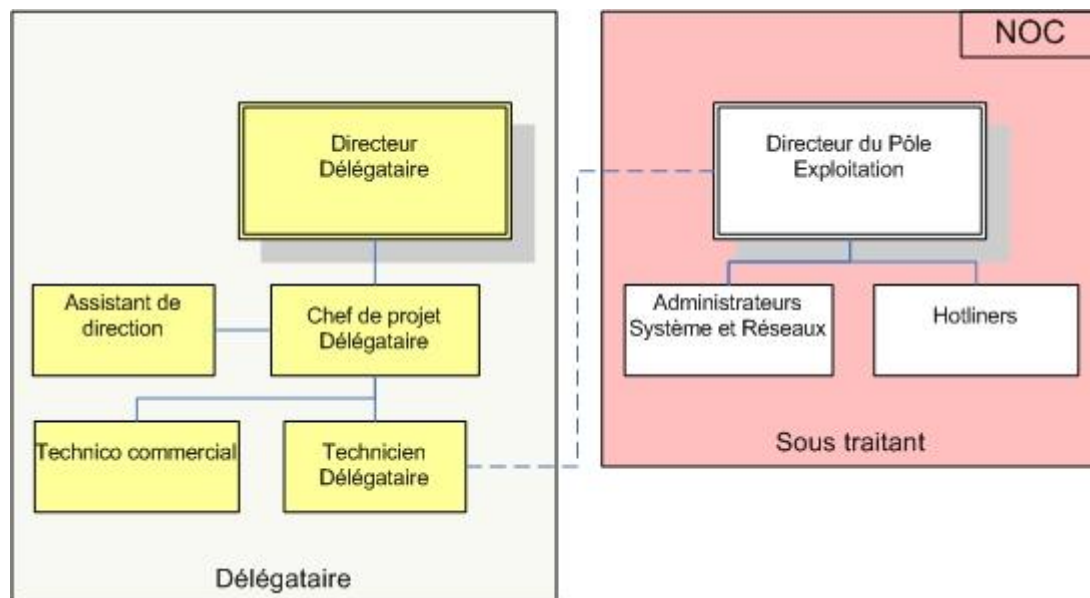 NOC
Directeur
Délégataire
Directeur du Pôle
Exploitation
Assistant de
direction
Chef de projet
Délégataire
Administrateurs
Système et Réseaux
Hotliners
Technico commercial
Technicien
Délégataire
Sous traitant
Délégataire